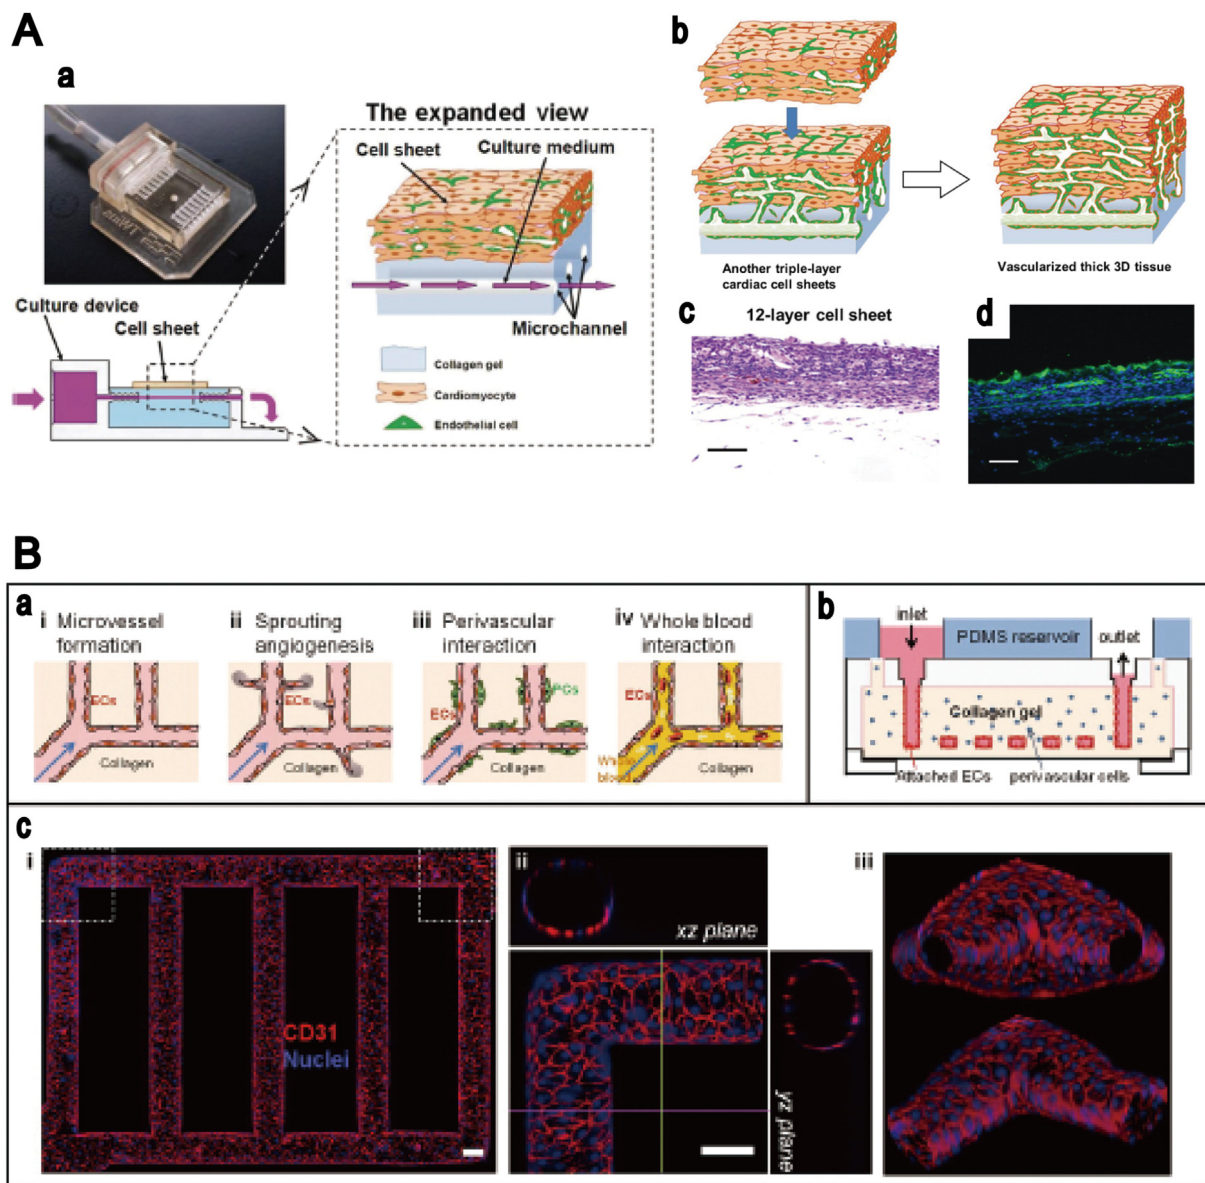 A
a
The expanded view
Cell sheet
Culture medium
Culture device
Cell sheet
Microchannel
Collagen gel
Cardiomyocyte
Endothelial cell
b
Another triple-layer
cardiac cell sheets
Vascularized thick 3D tissue
c
12-layer cell sheet
d
B
a
i Microvessel
formation
ECs
Collagen
ii Sprouting
angiogenesis
ECs
Collagen
iii Perivascular
interaction
ECs
PCs
Collagen
iv Whole blood
interaction
ECs
Whole
blood
Collagen
b
inlet
PDMS reservoir
outlet
Collagen gel
Attached ECs
perivascular cells
c
i
CD31
Nuclei
ii
xz plane
yz plane
iii